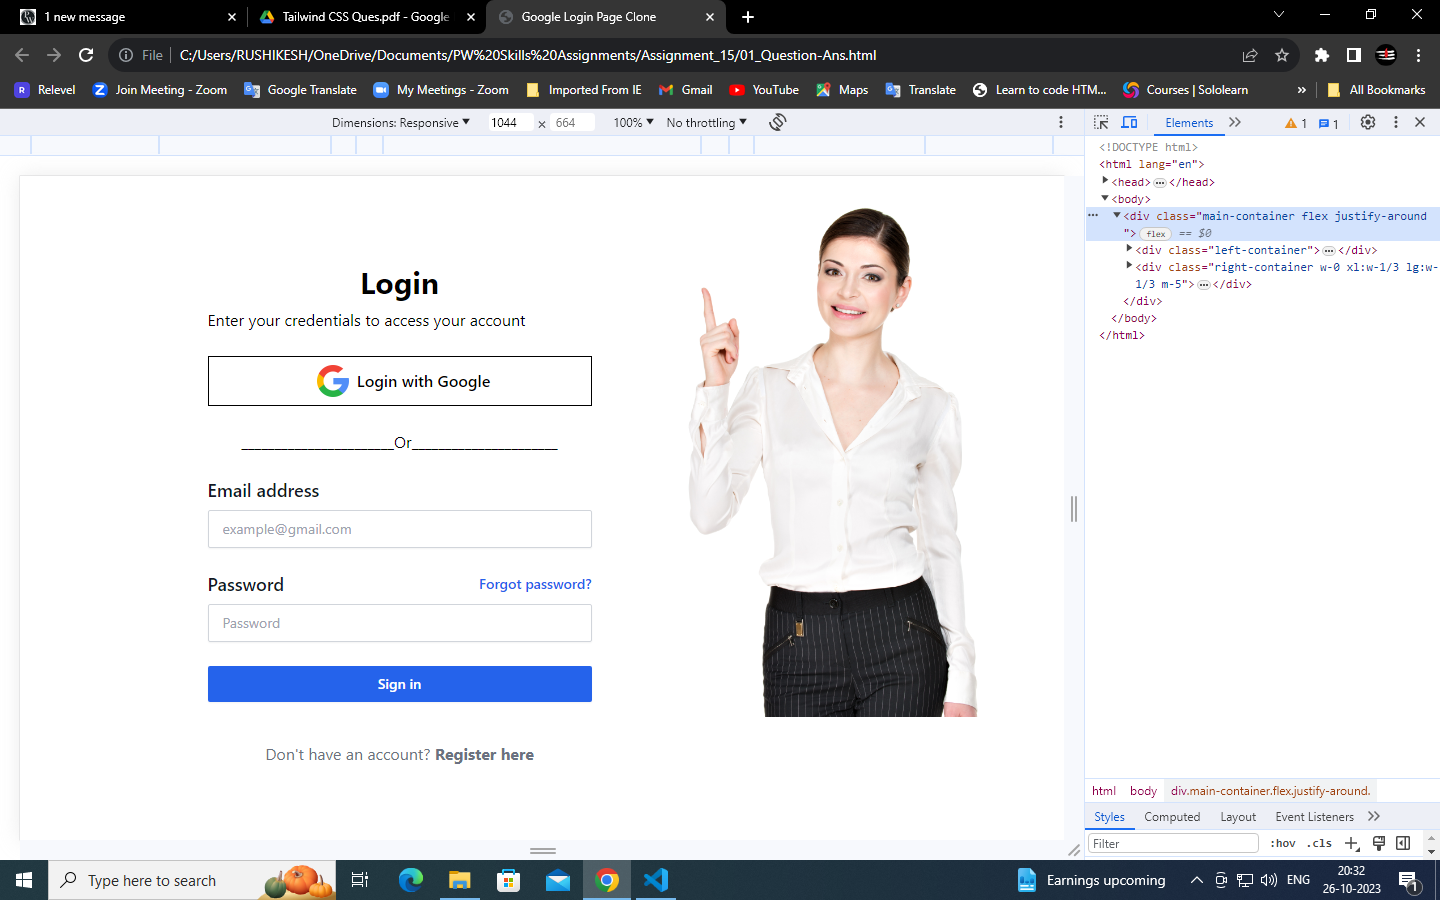 1 new message
Tailwind CSS Ques.pdf - Google
Google Login Page Clone
File
C:/Users/RUSHIKESH/OneDrive/Documents/PW%20Skills%20Assignments/Assignment_15/01_Question-Ans.html
R Relevel
Z Join Meeting - Zoom
Google Translate
My Meetings - Zoom
Imported From IE
Gmail
YouTube
Maps
Translate
Learn to code HTM...
Courses | Sololearn
»
All Bookmarks
Dimensions: Responsive
1044 × 664
100%
No throttling
Elements
1
1
<!DOCTYPE html>
<html lang="en">
<head> … </head>
<body>
<div class="main-container flex justify-around
"> flex == $0
<div class="left-container"> … </div>
<div class="right-container w-0 xl:w-1/3 lg:w-
1/3 m-5"> … </div>
</div>
</body>
</html>
Login
Enter your credentials to access your account
Login with Google
_______________________Or______________________
Email address
example@gmail.com
Password
Forgot password?
Password
Sign in
Don't have an account? Register here
html
body
div.main-container.flex.justify-around.
Styles
Computed
Layout
Event Listeners
Filter
:hov
.cls
Type here to search
Earnings upcoming
ENG
20:32
26-10-2023
1